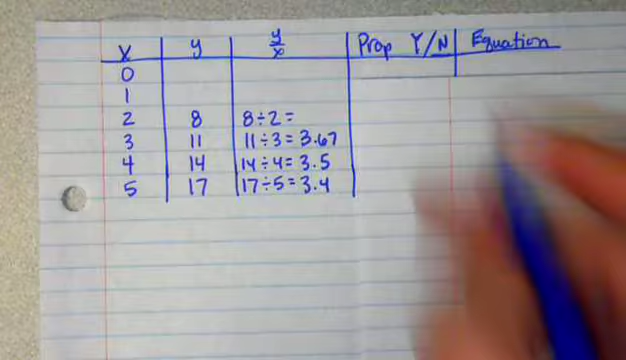 x y y/x Prop Y/N Equation
0
1
2 8 8÷2=
3 11 11÷3=3.67
4 14 14÷4=3.5
5 17 17÷5=3.4